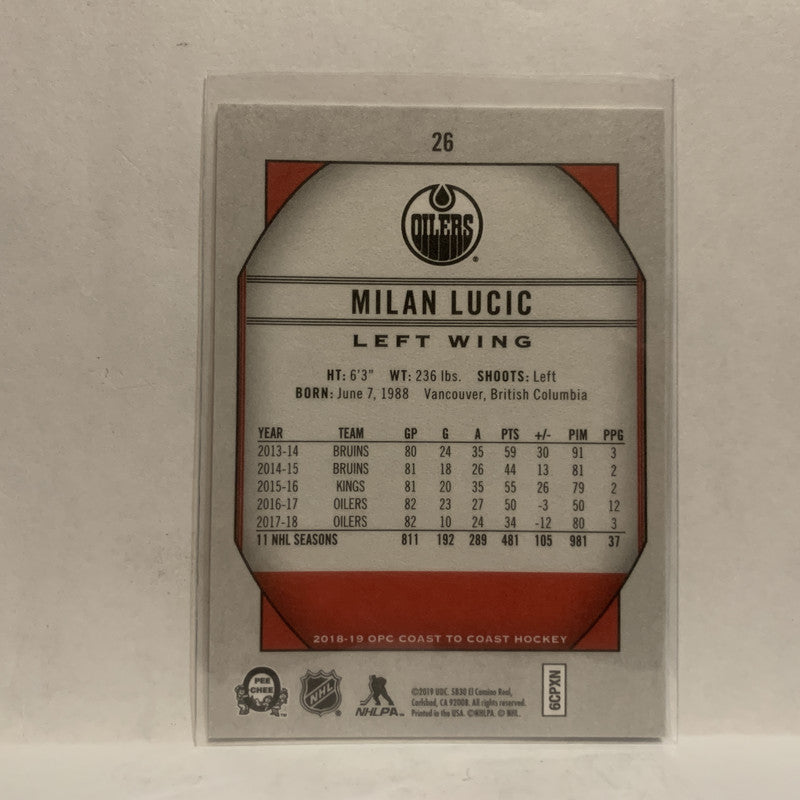 26
OILERS
MILAN LUCIC
LEFT WING
HT: 6'3" WT: 236 lbs. SHOOTS: Left
BORN: June 7, 1988 Vancouver, British Columbia
YEAR TEAM GP G A PTS +/- PIM PPG
2013-14 BRUINS 80 24 35 59 30 91 3
2014-15 BRUINS 81 18 26 44 13 81 2
2015-16 KINGS 81 20 35 55 26 79 2
2016-17 OILERS 82 23 27 50 -3 50 12
2017-18 OILERS 82 10 24 34 -12 80 3
11 NHL SEASONS 811 192 289 481 105 981 37
2018-19 OPC COAST TO COAST HOCKEY
PEE CHEE
NHL
NHLPA
©2019 UDC. 5830 El Camino Real,
Carlsbad, CA 92008. All rights reserved.
Printed in the USA. ©NHLPA. © NHL.
6CPXN